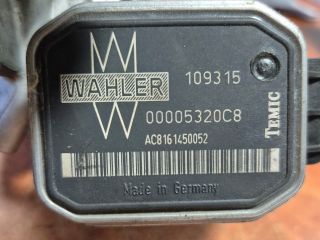 W
WAHLER
109315
00005320C8
AC8161450052
TEMIC
Made in Germany